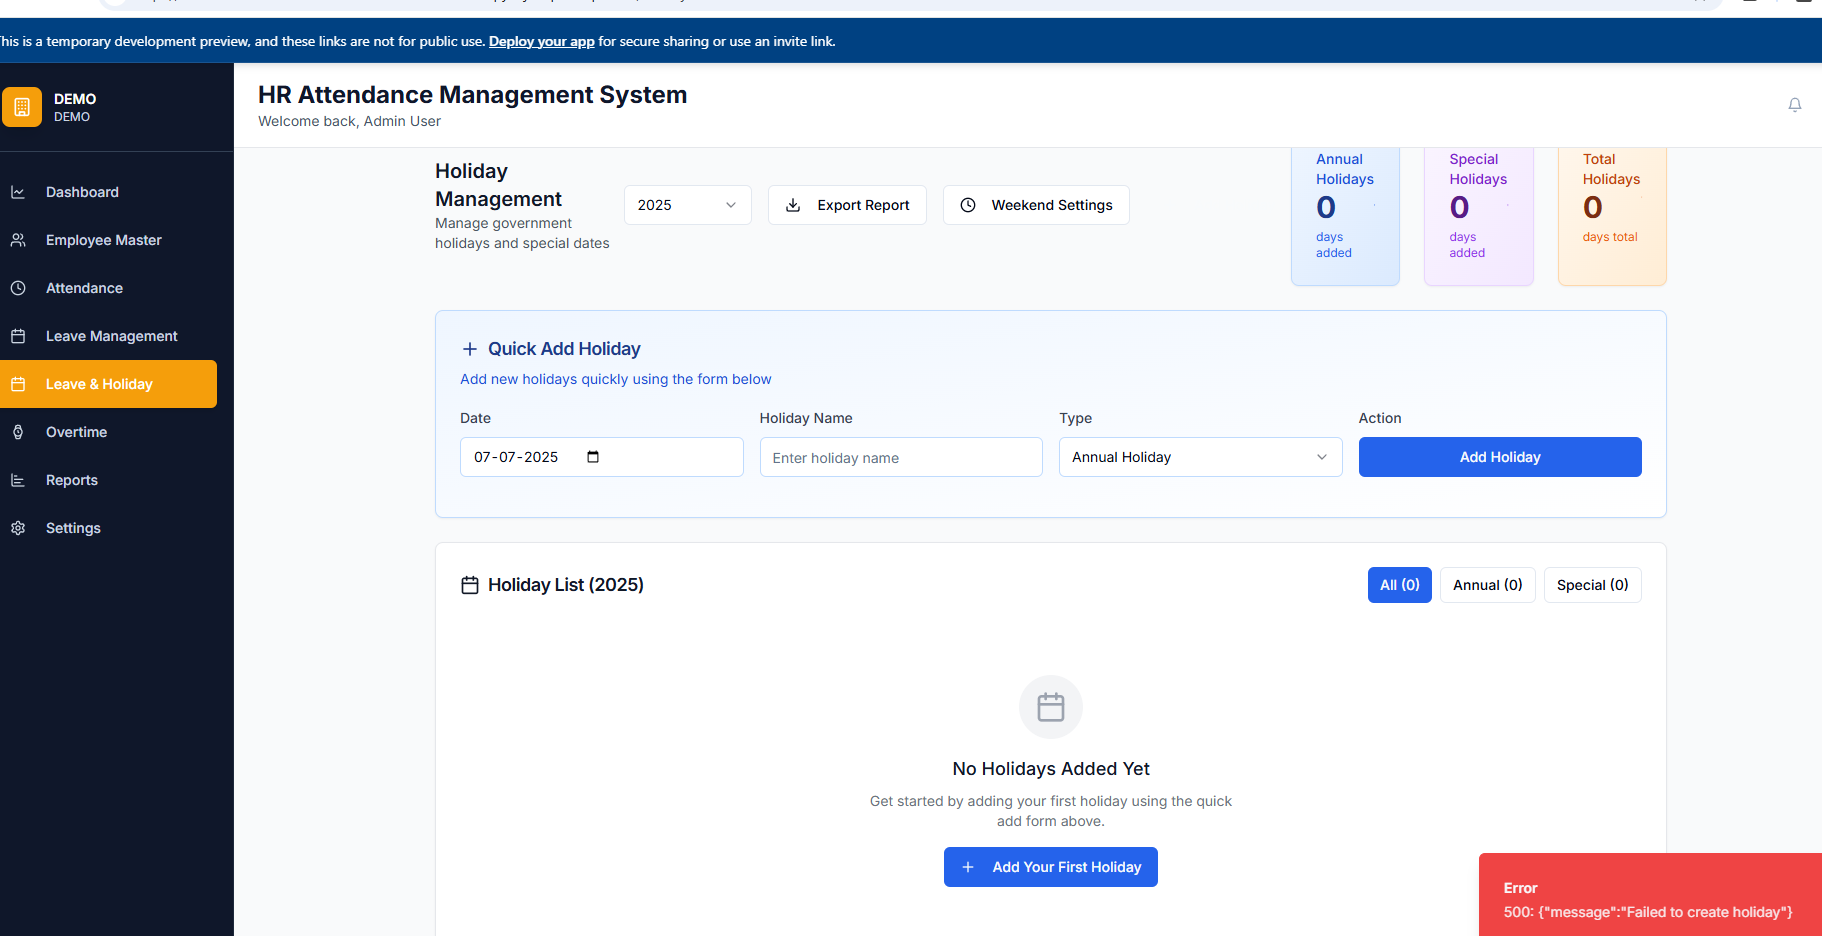 his is a temporary development preview, and these links are not for public use. Deploy your app for secure sharing or use an invite link.
DEMO
DEMO
HR Attendance Management System
Welcome back, Admin User
Dashboard
Employee Master
Attendance
Leave Management
Leave & Holiday
Overtime
Reports
Settings
Holiday
Management
Manage government
holidays and special dates
2025
Export Report
Weekend Settings
Annual
Holidays
0
days
added
Special
Holidays
0
days
added
Total
Holidays
0
days total
Quick Add Holiday
Add new holidays quickly using the form below
Date
Holiday Name
Type
Action
07-07-2025
Enter holiday name
Annual Holiday
Add Holiday
Holiday List (2025)
All (0)
Annual (0)
Special (0)
No Holidays Added Yet
Get started by adding your first holiday using the quick
add form above.
Add Your First Holiday
Error
500: {"message":"Failed to create holiday"}